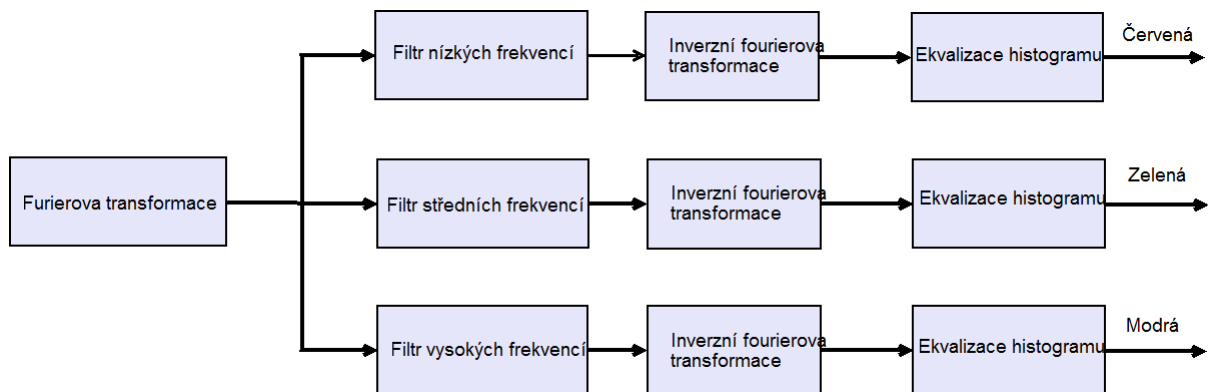 Filtr nízkých frekvencí
Inverzní fourierova
transformace
Ekvalizace histogramu
Červená
Furierova transformace
Filtr středních frekvencí
Inverzní fourierova
transformace
Ekvalizace histogramu
Zelená
Filtr vysokých frekvencí
Inverzní fourierova
transformace
Ekvalizace histogramu
Modrá